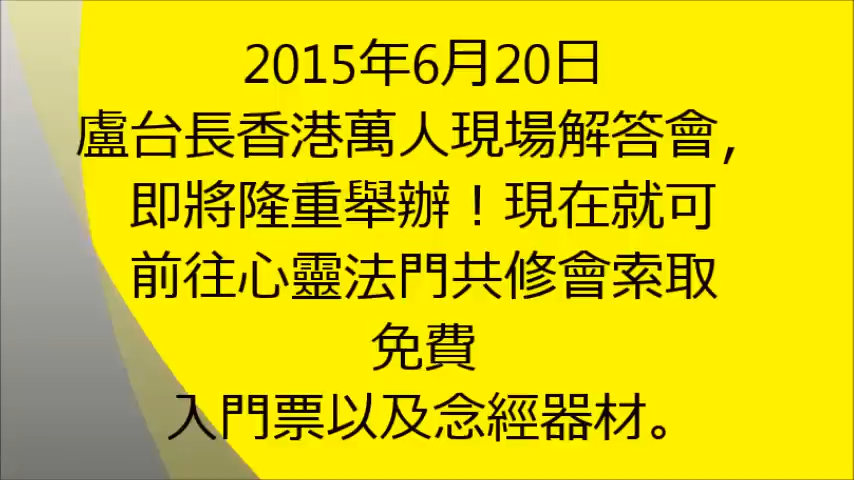 2015年6月20日
盧台長香港萬人現場解答會，
即將隆重舉辦！現在就可
前往心靈法門共修會索取
免費
入門票以及念經器材。